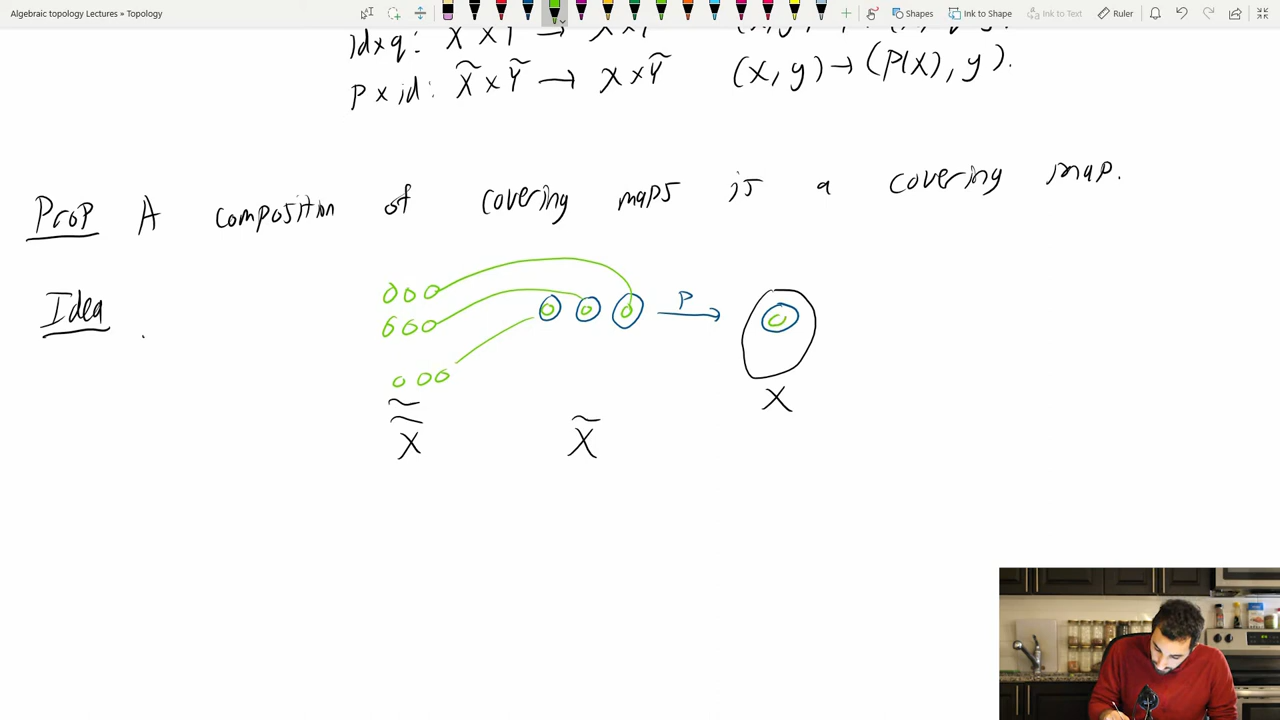 Algebraic topology Lectures » Topology
Shapes
Ink to Shape
Ink to Text
Ruler
id×q:
p×id: X̃×Ỹ → X×Ỹ (x,y) → (p(x),y).
Prop A composition of covering maps is a covering map.
Idea
P
X
X̃̃ X̃